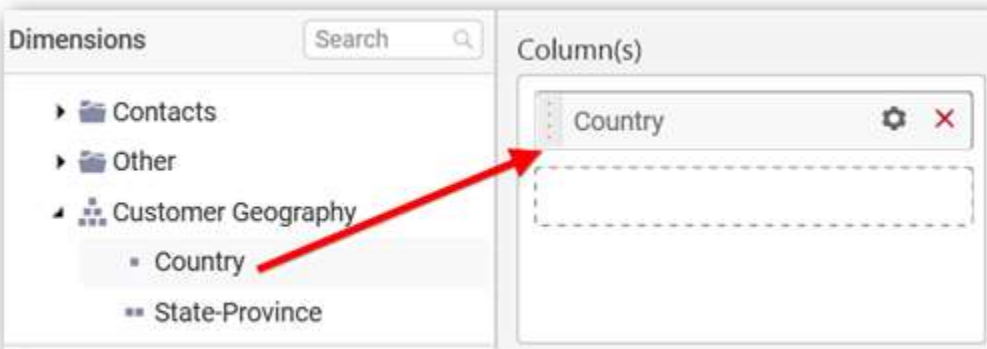 Dimensions
Search
Contacts
Other
Customer Geography
Country
State-Province
Column(s)
Country